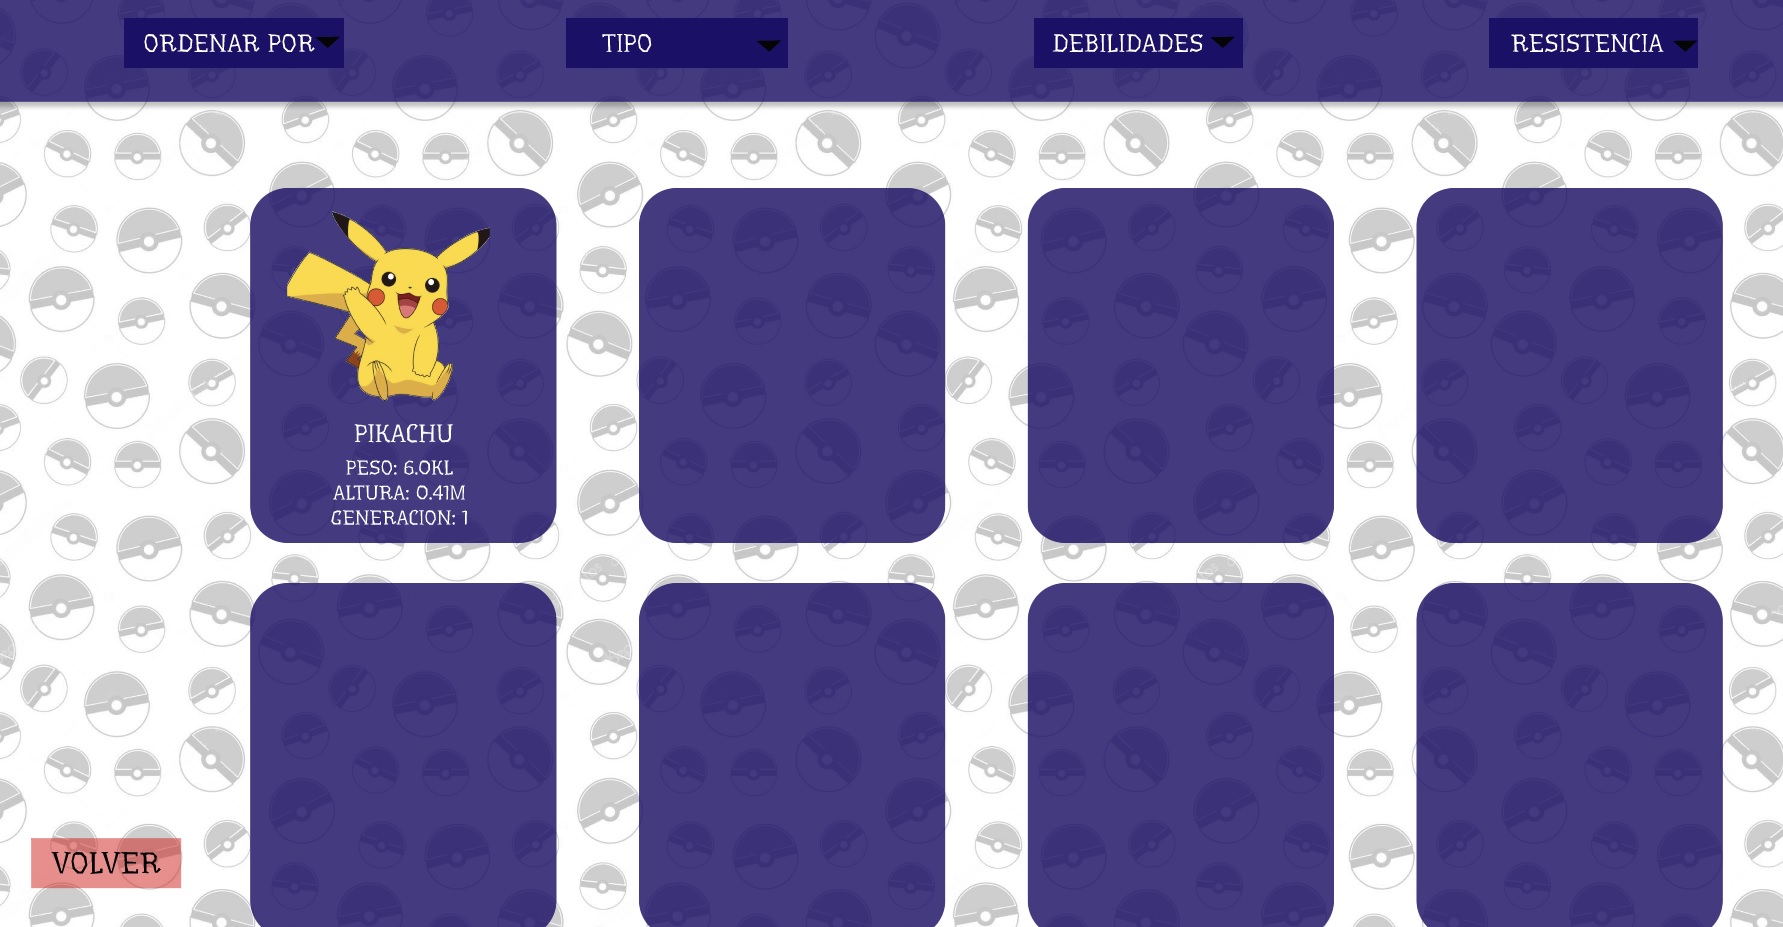 ORDENAR POR
TIPO
DEBILIDADES
RESISTENCIA
PIKACHU
PESO: 6.0KL
ALTURA: 0.41M
GENERACION: 1
VOLVER